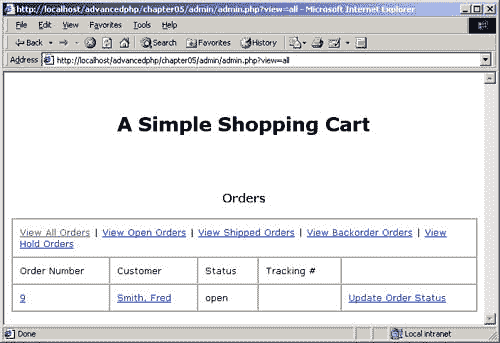 http://localhost/advancedphp/chapter05/admin/admin.php?view=all - Microsoft Internet Explorer
File Edit View Favorites Tools Help
Back Search Favorites History
Address http://localhost/advancedphp/chapter05/admin/admin.php?view=all
A Simple Shopping Cart
Orders
View All Orders | View Open Orders | View Shipped Orders | View Backorder Orders | View
Hold Orders
Order Number Customer Status Tracking #
9 Smith, Fred open Update Order Status
Done Local intranet